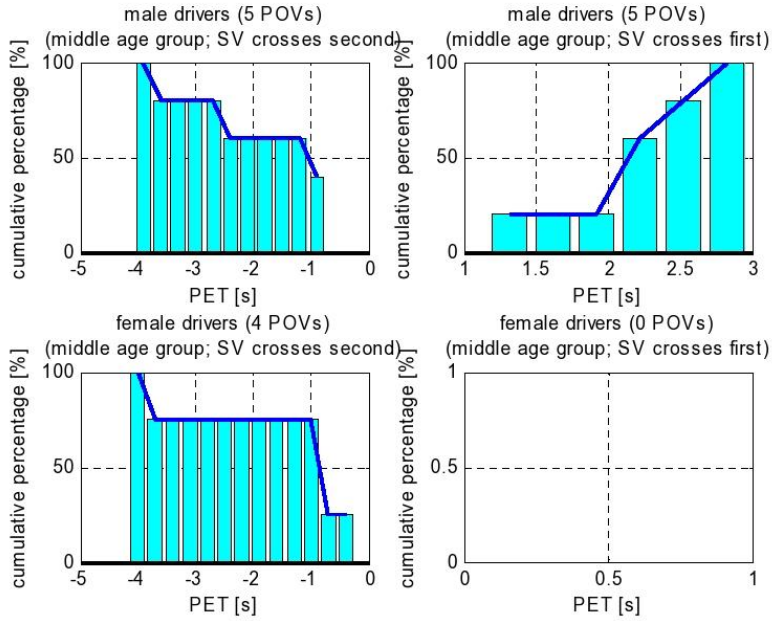 male drivers (5 POVs)
(middle age group; SV crosses second)
cumulative percentage [%]
100
50
0
-5
-4
-3
-2
-1
0
PET [s]
male drivers (5 POVs)
(middle age group; SV crosses first)
cumulative percentage [%]
100
50
0
1
1.5
2
2.5
3
PET [s]
female drivers (4 POVs)
(middle age group; SV crosses second)
cumulative percentage [%]
100
50
0
-5
-4
-3
-2
-1
0
PET [s]
female drivers (0 POVs)
(middle age group; SV crosses first)
cumulative percentage [%]
1
0.5
0
0
0.5
1
PET [s]